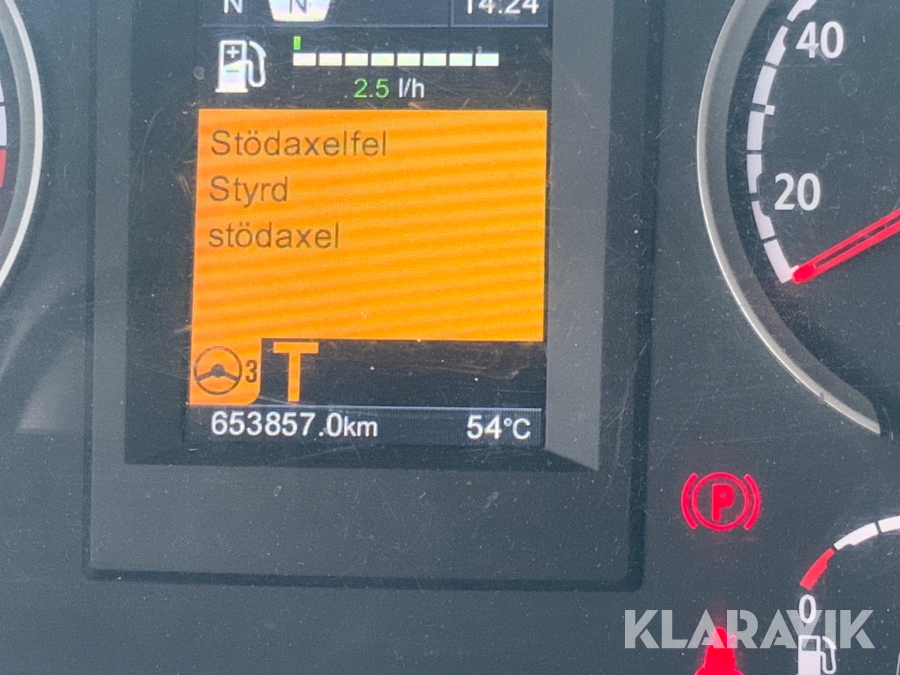 N N 14:24
2.5 l/h
Stödaxelfel
Styrd
stödaxel
3 T
653857.0km 54°C
40
20
P
0
KLARAVIK